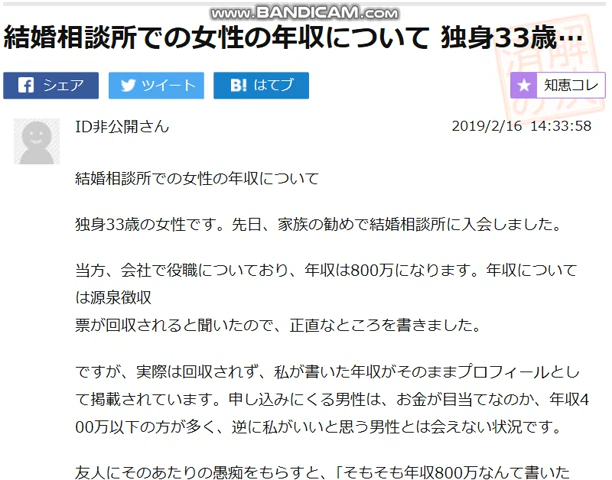 www.BANDICAM.com
結婚相談所での女性の年収について 独身33歳…
解決済みの
シェア
ツイート
B! はてブ
知恵コレ
ID非公開さん
2019/2/16 14:33:58
結婚相談所での女性の年収について
独身33歳の女性です。先日、家族の勧めで結婚相談所に入会しました。
当方、会社で役職についており、年収は800万になります。年収について
は源泉徴収
票が回収されると聞いたので、正直なところを書きました。
ですが、実際は回収されず、私が書いた年収がそのままプロフィールとし
て掲載されています。申し込みにくる男性は、お金が目当てなのか、年収4
00万以下の方が多く、逆に私がいいと思う男性とは会えない状況です。
友人にそのあたりの愚痴をもらすと、「そもそも年収800万なんて書いた